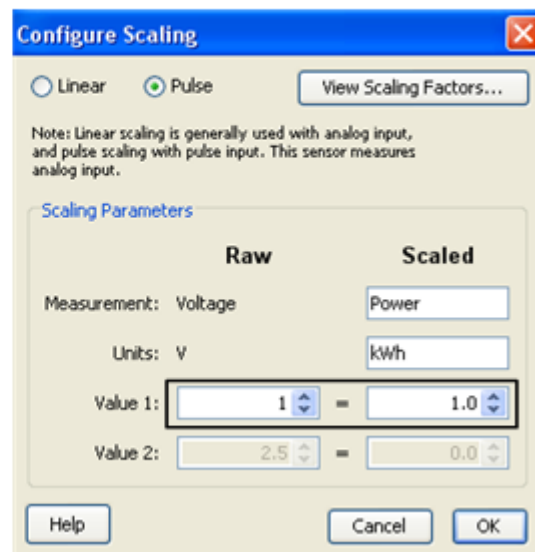 Configure Scaling
Linear Pulse View Scaling Factors...
Note: Linear scaling is generally used with analog input,
and pulse scaling with pulse input. This sensor measures
analog input.
Scaling Parameters
Raw Scaled
Measurement: Voltage Power
Units: V kWh
Value 1: 1 = 1.0
Value 2: 2.5 = 0.0
Help Cancel OK